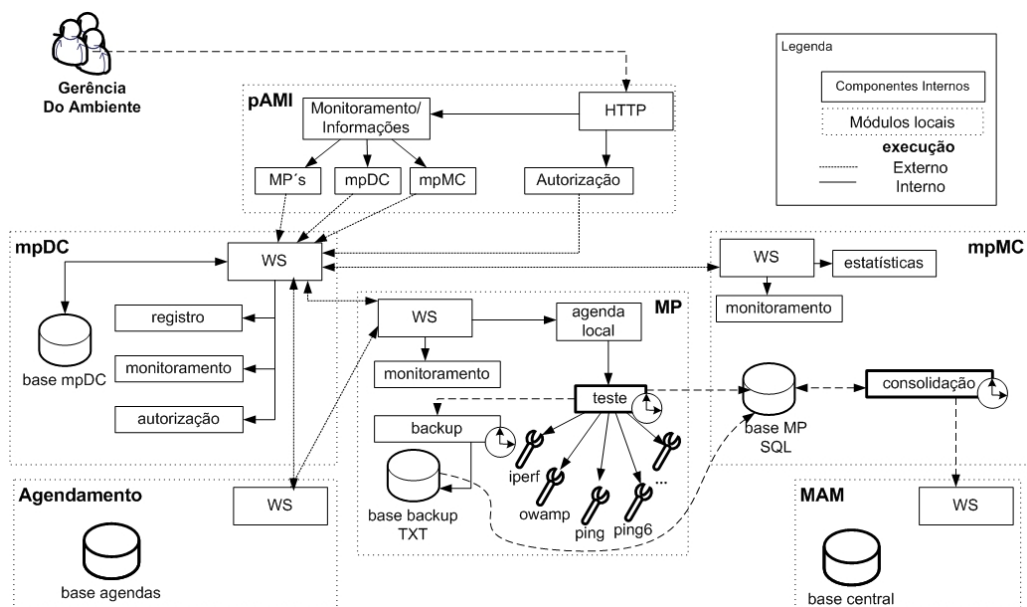 Gerência
Do Ambiente
Legenda
Componentes Internos
Módulos locais
execução
Externo
Interno
pAMI
Monitoramento/
Informações
HTTP
MP´s
mpDC
mpMC
Autorização
mpDC
WS
registro
monitoramento
autorização
base mpDC
MP
WS
agenda
local
monitoramento
teste
backup
base backup
TXT
iperf
owamp
ping
ping6
...
mpMC
WS
estatísticas
monitoramento
consolidação
base MP
SQL
Agendamento
WS
base agendas
MAM
WS
base central